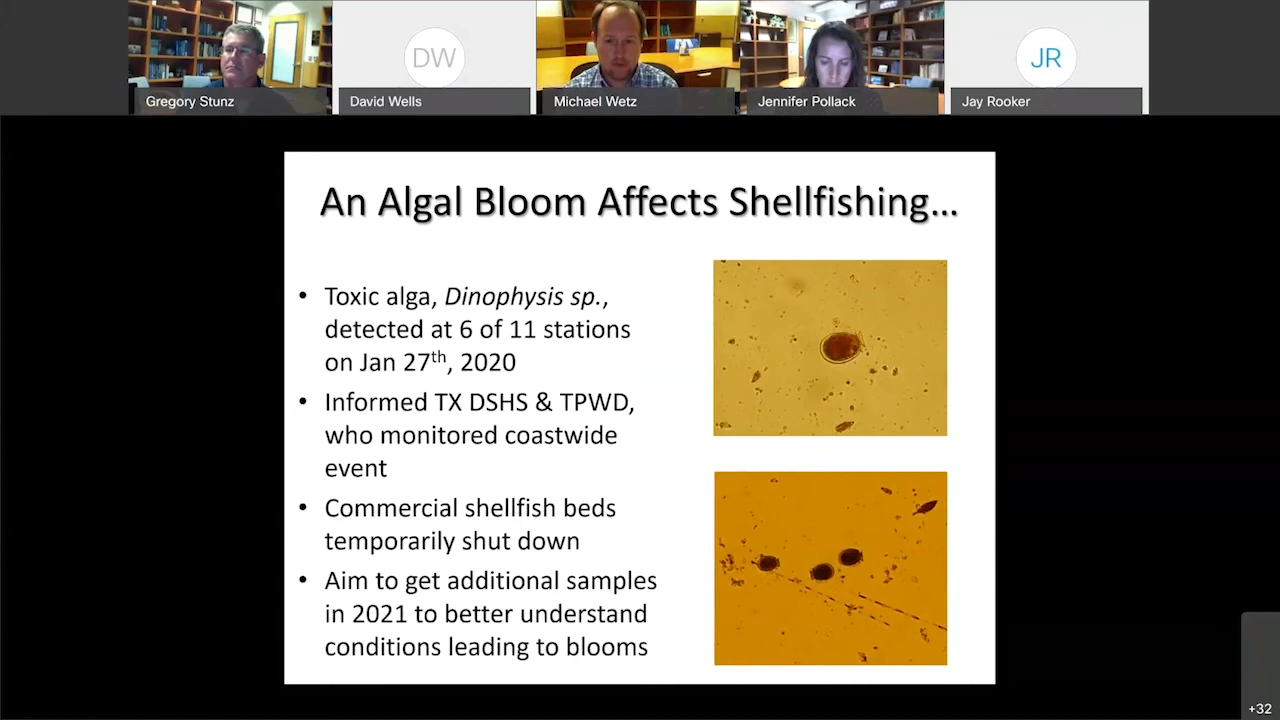 DW
JR
Gregory Stunz
David Wells
Michael Wetz
Jennifer Pollack
Jay Rooker
An Algal Bloom Affects Shellfishing...
• Toxic alga, Dinophysis sp.,
detected at 6 of 11 stations
on Jan 27th, 2020
• Informed TX DSHS & TPWD,
who monitored coastwide
event
• Commercial shellfish beds
temporarily shut down
• Aim to get additional samples
in 2021 to better understand
conditions leading to blooms
+32